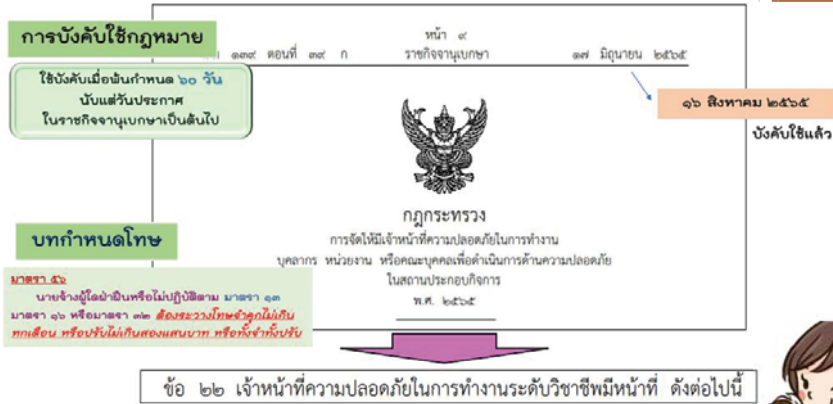 การบังคับใช้กฎหมาย
ใช้บังคับเมื่อพ้นกำหนด ๖๐ วัน
นับแต่วันประกาศ
ในราชกิจจานุเบกษาเป็นต้นไป
หน้า ๙
๑๓๙ ตอนที่ ๓๙ ก ราชกิจจานุเบกษา ๑๗ มิถุนายน ๒๕๖๕
๑๖ สิงหาคม ๒๕๖๕
บังคับใช้แล้ว
กฎกระทรวง
การจัดให้มีเจ้าหน้าที่ความปลอดภัยในการทำงาน
บุคลากร หน่วยงาน หรือคณะบุคคลเพื่อดำเนินการด้านความปลอดภัย
ในสถานประกอบกิจการ
พ.ศ. ๒๕๖๕
บทกำหนดโทษ
มาตรา ๕๖
นายจ้างผู้ใดฝ่าฝืนหรือไม่ปฏิบัติตาม มาตรา ๑๓
มาตรา ๑๖ หรือมาตรา ๓๒ ต้องระวางโทษจำคุกไม่เกิน
หกเดือน หรือปรับไม่เกินสองแสนบาท หรือทั้งจำทั้งปรับ
ข้อ ๒๒ เจ้าหน้าที่ความปลอดภัยในการทำงานระดับวิชาชีพมีหน้าที่ ดังต่อไปนี้